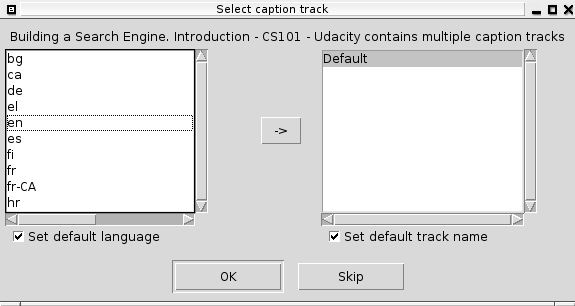 Select caption track
Building a Search Engine. Introduction - CS101 - Udacity contains multiple caption tracks
bg
ca
de
el
en
es
fi
fr
fr-CA
hr
->
Default
Set default language
Set default track name
OK
Skip